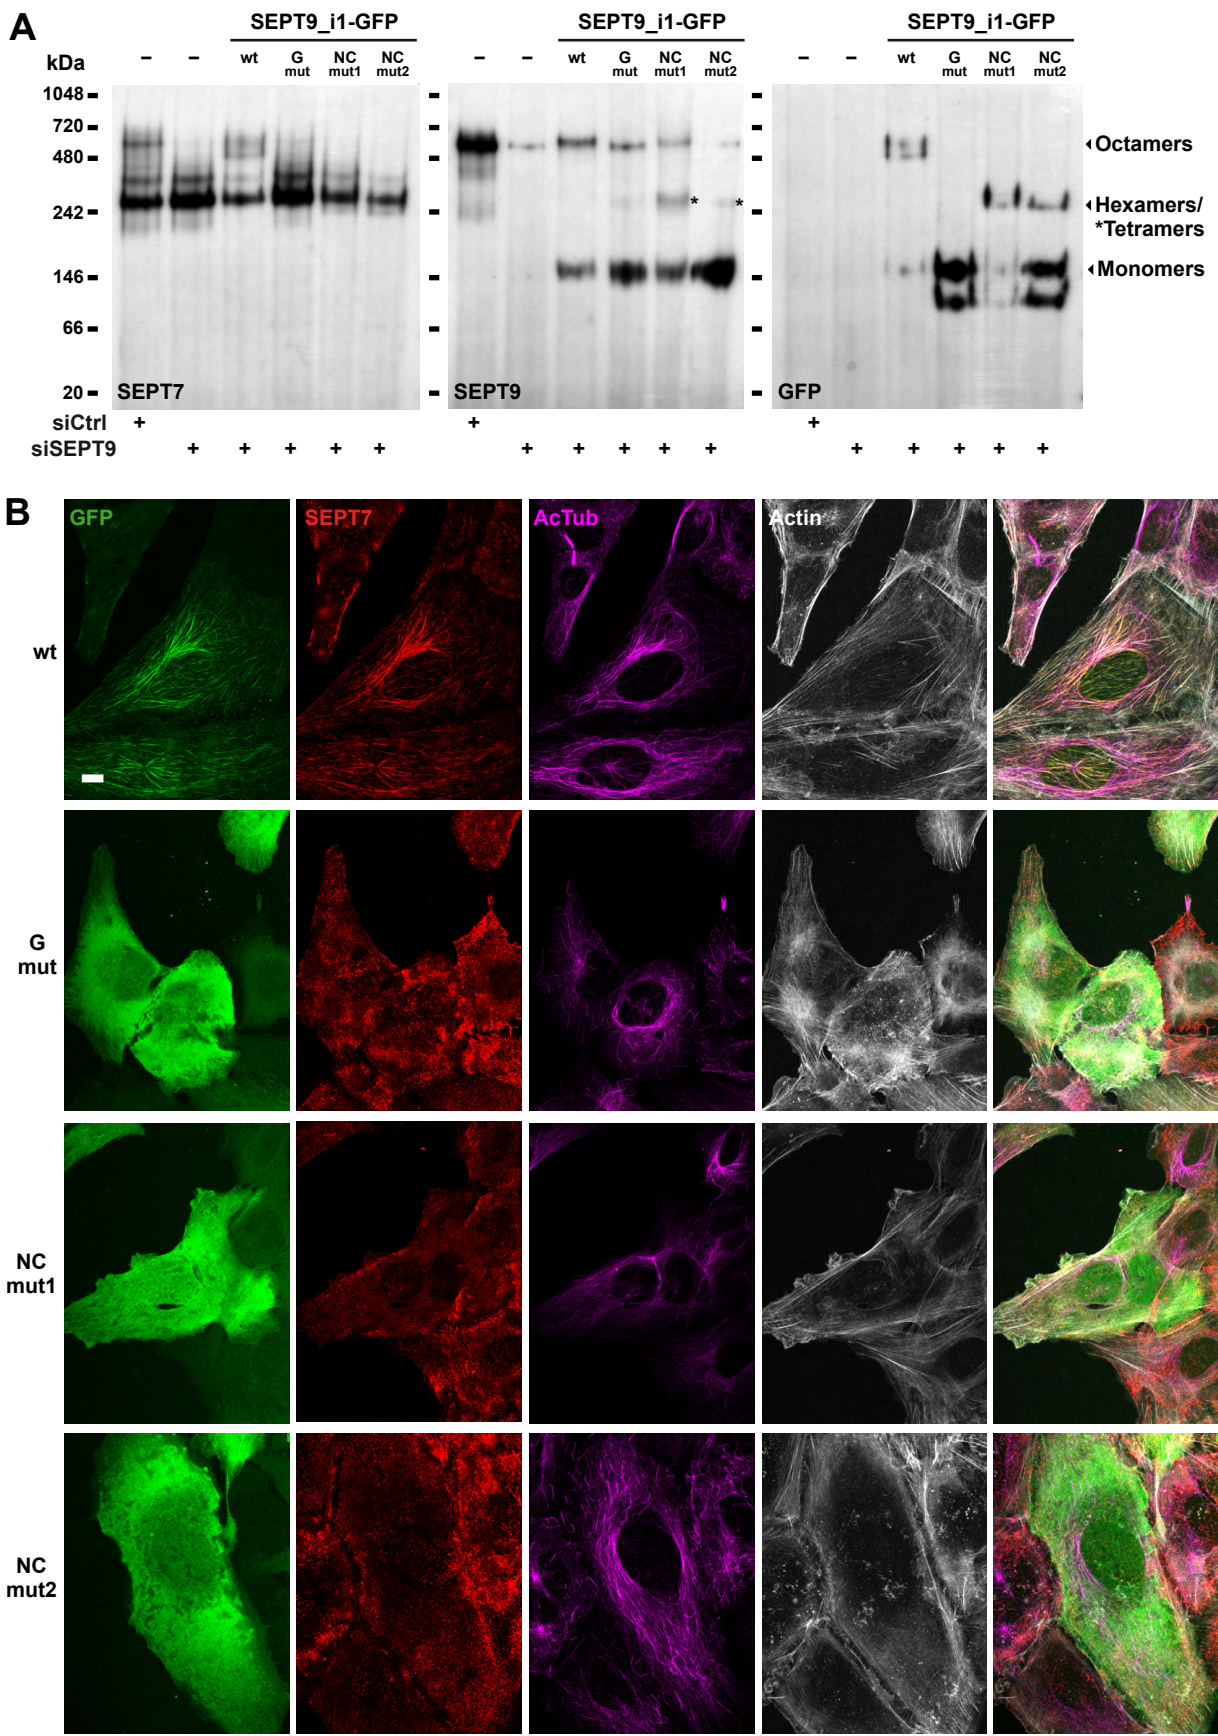 A
SEPT9_i1-GFP
SEPT9_i1-GFP
SEPT9_i1-GFP
kDa
– – wt G mut NC mut1 NC mut2
– – wt G mut NC mut1 NC mut2
– – wt G mut NC mut1 NC mut2
1048
720
480
242
146
66
20
Octamers
Hexamers/
*Tetramers
Monomers
* *
SEPT7
SEPT9
GFP
siCtrl + + +
siSEPT9 + + + + + + + + + + + + + + +
B
GFP
SEPT7
AcTub
Actin
wt
G
mut
NC
mut1
NC
mut2